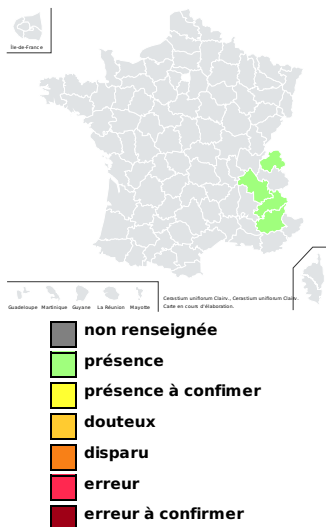 Île-de-France
Guadeloupe Martinique Guyane La Réunion Mayotte
Cerastium uniflorum Clairv., Cerastium uniflorum Clairv.
Carte en cours d'élaboration.
non renseignée
présence
présence à confimer
douteux
disparu
erreur
erreur à confirmer